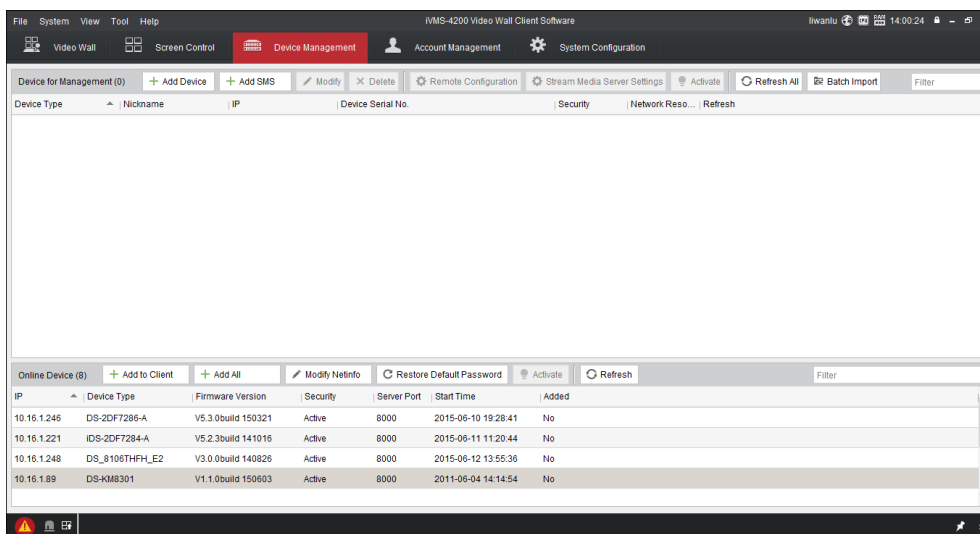 File System View Tool Help iVMS-4200 Video Wall Client Software liwanlu 14:00:24
Video Wall Screen Control Device Management Account Management System Configuration
Device for Management (0) Add Device Add SMS Modify Delete Remote Configuration Stream Media Server Settings Activate Refresh All Batch Import Filter
Device Type Nickname IP Device Serial No. Security Network Reso... Refresh
Online Device (8) Add to Client Add All Modify Netinfo Restore Default Password Activate Refresh Filter
IP Device Type Firmware Version Security Server Port Start Time Added
10.16.1.246 DS-2DF7286-A V5.3.0build 150321 Active 8000 2015-06-10 19:28:41 No
10.16.1.221 iDS-2DF7284-A V5.2.3build 141016 Active 8000 2015-06-11 11:20:44 No
10.16.1.248 DS_8106THFH_E2 V3.0.0build 140826 Active 8000 2015-06-12 13:55:36 No
10.16.1.89 DS-KM8301 V1.1.0build 150603 Active 8000 2011-06-04 14:14:54 No